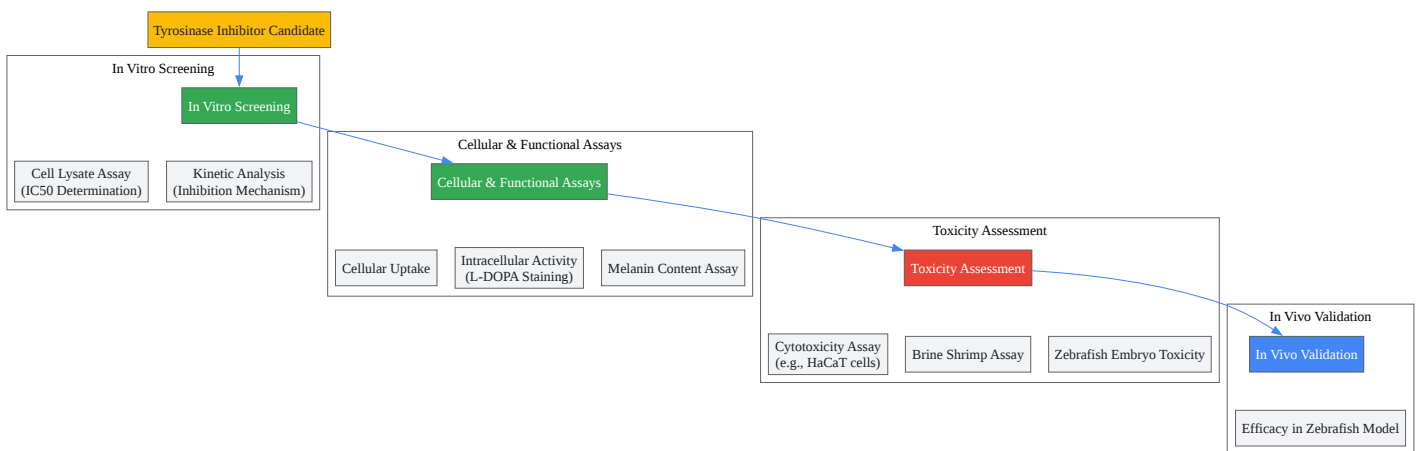 Tyrosinase Inhibitor Candidate
In Vitro Screening
In Vitro Screening
Cell Lysate Assay
(IC50 Determination)
Kinetic Analysis
(Inhibition Mechanism)
Cellular & Functional Assays
Cellular & Functional Assays
Cellular Uptake
Intracellular Activity
(L-DOPA Staining)
Melanin Content Assay
Toxicity Assessment
Toxicity Assessment
Cytotoxicity Assay
(e.g., HaCaT cells)
Brine Shrimp Assay
Zebrafish Embryo Toxicity
In Vivo Validation
In Vivo Validation
Efficacy in Zebrafish Model